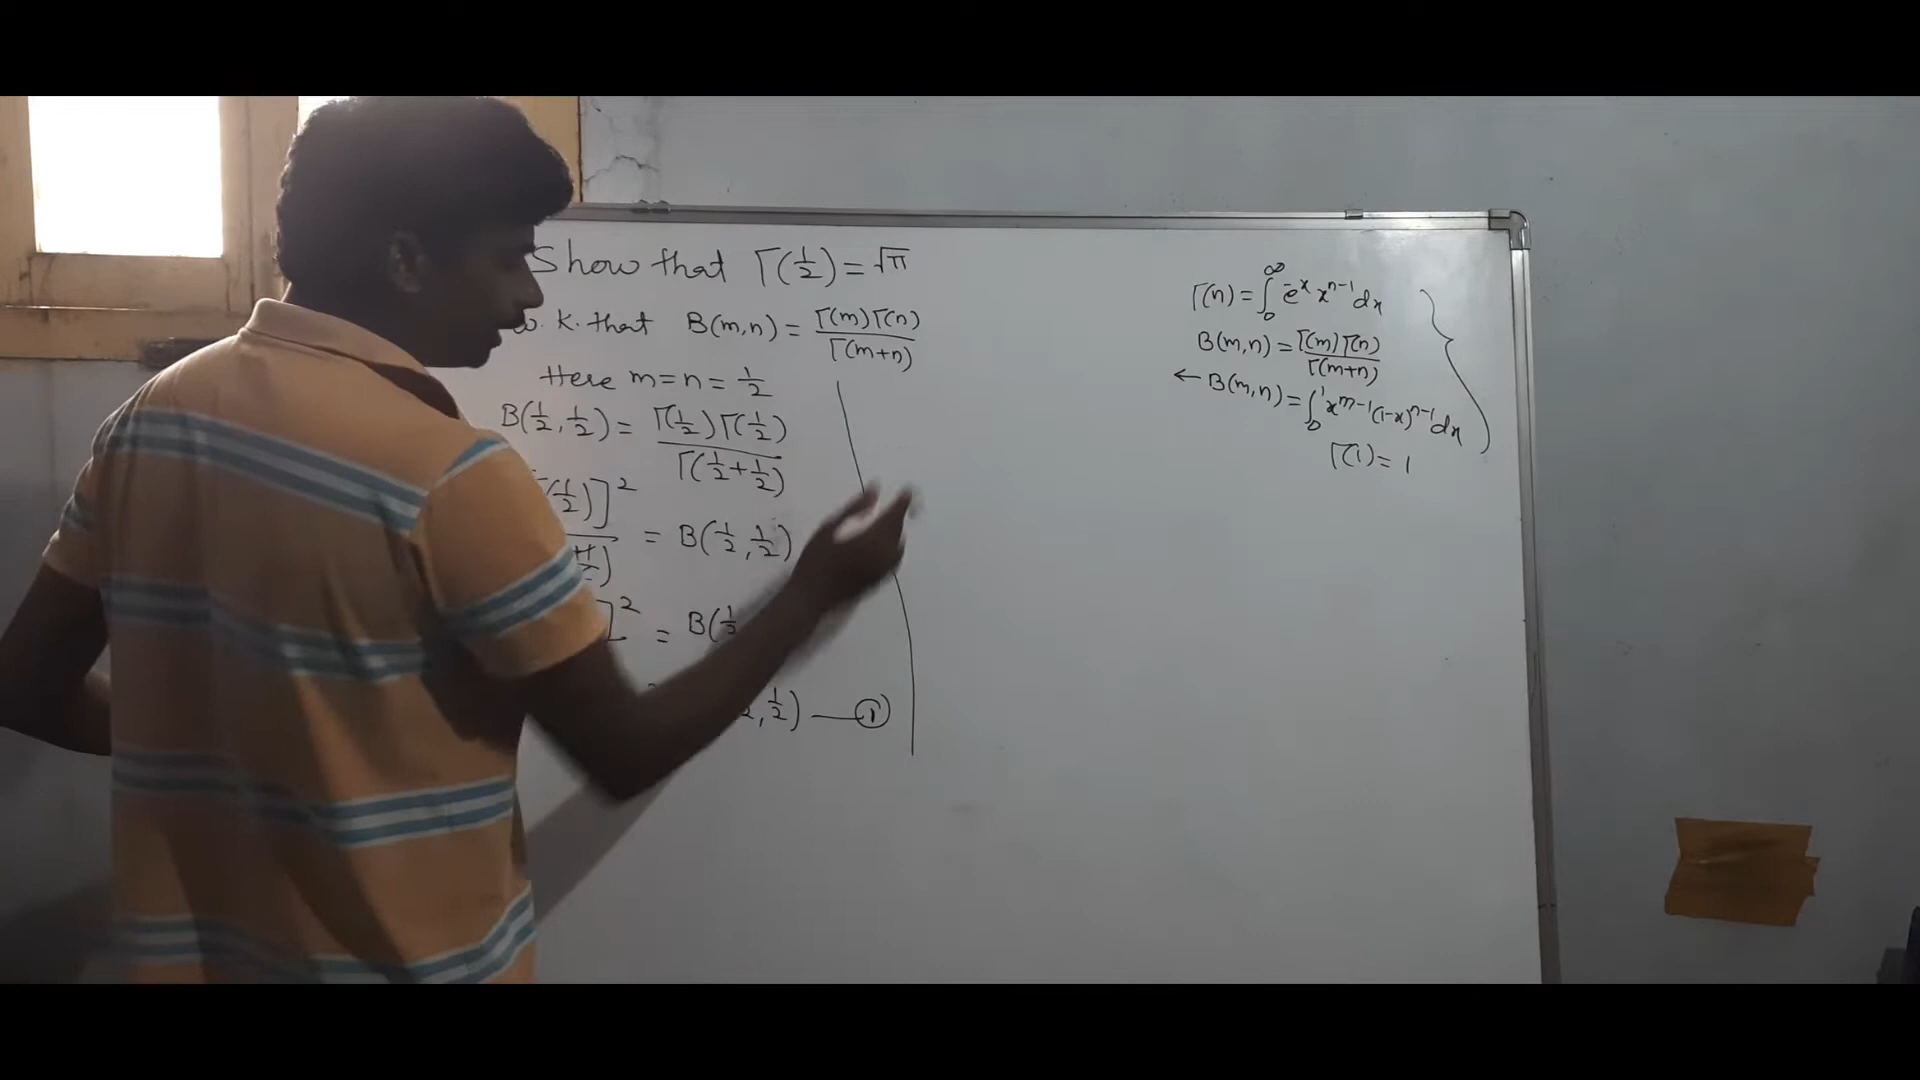 Show that Γ(1/2) = √π
W. K. that B(m,n) = Γ(m)Γ(n) / Γ(m+n)
Here m=n= 1/2
B(1/2, 1/2) = Γ(1/2)Γ(1/2) / Γ(1/2+1/2)
(1/2)]² = B(1/2, 1/2)
]² = B(1/2
1/2) —①
Γ(n) = ∫₀^∞ e^-x x^n-1 dx
B(m,n) = Γ(m)Γ(n) / Γ(m+n)
← B(m,n) = ∫₀¹ x^m-1 (1-x)^n-1 dx
Γ(1) = 1